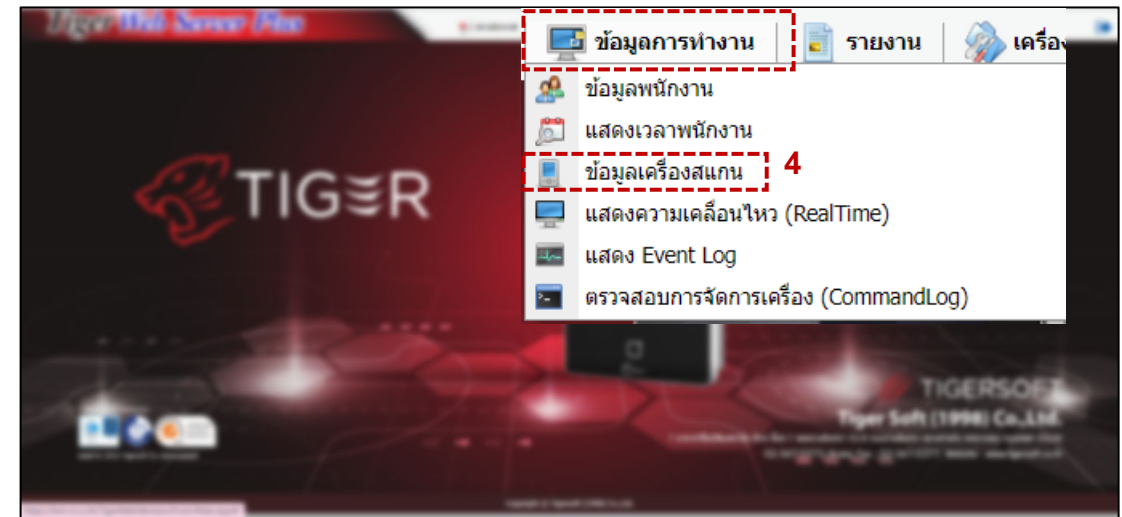 Tiger Web Server Plus
ข้อมูลการทำงาน
รายงาน
เครื่อง
ข้อมูลพนักงาน
แสดงเวลาพนักงาน
ข้อมูลเครื่องสแกน
4
แสดงความเคลื่อนไหว (RealTime)
แสดง Event Log
ตรวจสอบการจัดการเครื่อง (CommandLog)
TIGER
TIGERSOFT
Tiger Soft (1998) Co.,Ltd.